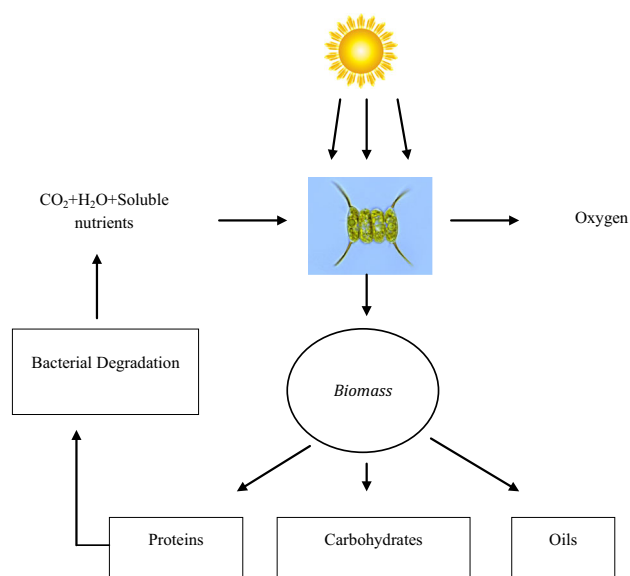 CO₂+H₂O+Soluble
nutrients
Oxygen
Bacterial Degradation
Biomass
Proteins
Carbohydrates
Oils